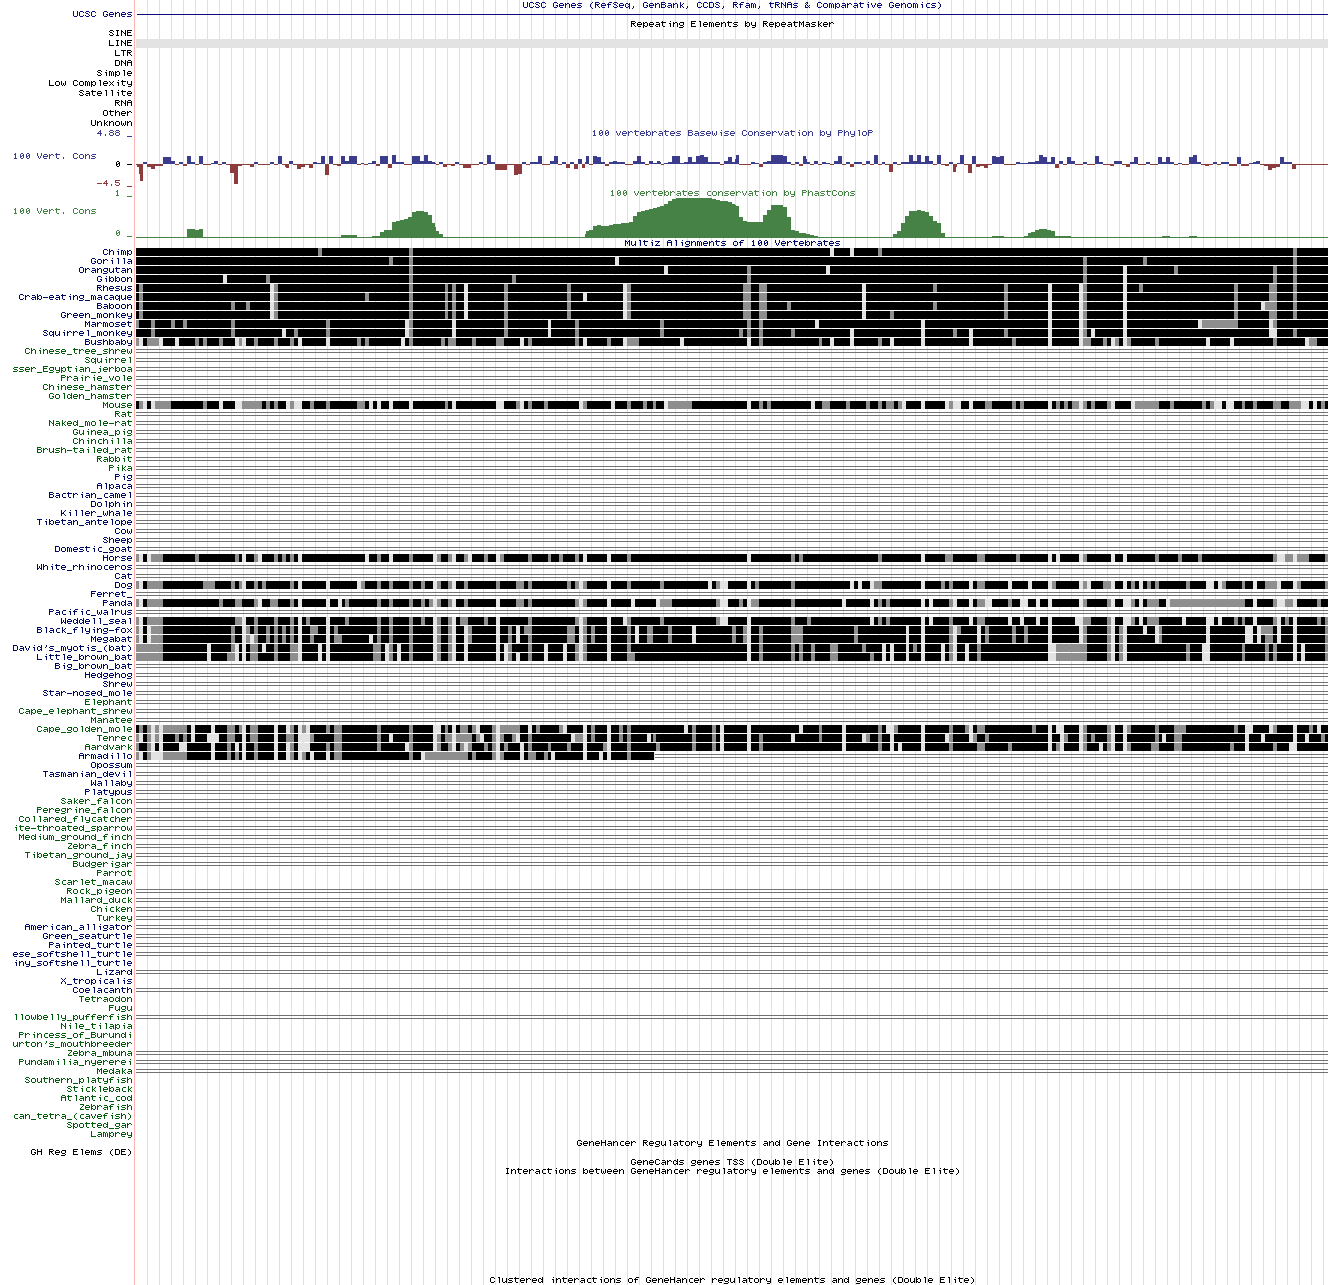 UCSC Genes (RefSeq, GenBank, CCDS, Rfam, tRNAs & Comparative Genomics)
UCSC Genes
Repeating Elements by RepeatMasker
SINE
LINE
LTR
DNA
Simple
Low Complexity
Satellite
RNA
Other
Unknown
4.88 _
100 vertebrates Basewise Conservation by PhyloP
100 Vert. Cons
0 _
-4.5 _
1 _
100 vertebrates conservation by PhastCons
100 Vert. Cons
0 _
Multiz Alignments of 100 Vertebrates
Chimp
Gorilla
Orangutan
Gibbon
Rhesus
Crab-eating_macaque
Baboon
Green_monkey
Marmoset
Squirrel_monkey
Bushbaby
Chinese_tree_shrew
Squirrel
sser_Egyptian_jerboa
Prairie_vole
Chinese_hamster
Golden_hamster
Mouse
Rat
Naked_mole-rat
Guinea_pig
Chinchilla
Brush-tailed_rat
Rabbit
Pika
Pig
Alpaca
Bactrian_camel
Dolphin
Killer_whale
Tibetan_antelope
Cow
Sheep
Domestic_goat
Horse
White_rhinoceros
Cat
Dog
Ferret_
Panda
Pacific_walrus
Weddell_seal
Black_flying-fox
Megabat
David's_myotis_(bat)
Little_brown_bat
Big_brown_bat
Hedgehog
Shrew
Star-nosed_mole
Elephant
Cape_elephant_shrew
Manatee
Cape_golden_mole
Tenrec
Aardvark
Armadillo
Opossum
Tasmanian_devil
Wallaby
Platypus
Saker_falcon
Peregrine_falcon
Collared_flycatcher
ite-throated_sparrow
Medium_ground_finch
Zebra_finch
Tibetan_ground_jay
Budgerigar
Parrot
Scarlet_macaw
Rock_pigeon
Mallard_duck
Chicken
Turkey
American_alligator
Green_seaturtle
Painted_turtle
ese_softshell_turtle
iny_softshell_turtle
Lizard
X_tropicalis
Coelacanth
Tetraodon
Fugu
llowbelly_pufferfish
Nile_tilapia
Princess_of_Burundi
urton's_mouthbreeder
Zebra_mbuna
Pundamilia_nyererei
Medaka
Southern_platyfish
Stickleback
Atlantic_cod
Zebrafish
can_tetra_(cavefish)
Spotted_gar
Lamprey
GeneHancer Regulatory Elements and Gene Interactions
GH Reg Elems (DE)
GeneCards genes TSS (Double Elite)
Interactions between GeneHancer regulatory elements and genes (Double Elite)
Clustered interactions of GeneHancer regulatory elements and genes (Double Elite)